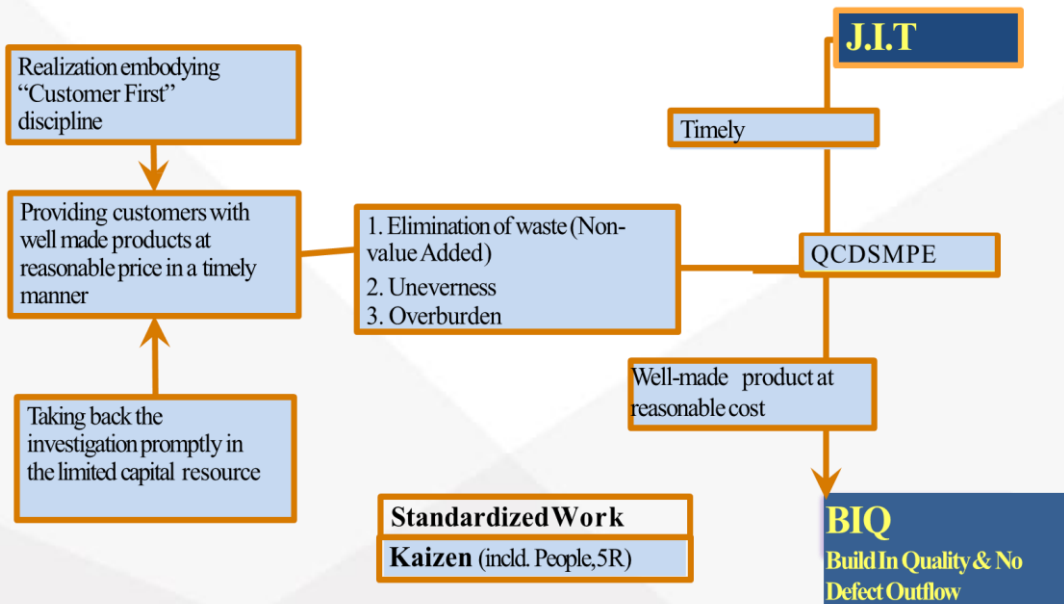 J.I.T
Realization embodying
“Customer First”
discipline
Timely
Providing customers with
well made products at
reasonable price in a timely
manner
1. Elimination of waste (Non-
value Added)
2. Uneverness
3. Overburden
QCDSMPE
Well-made product at
reasonable cost
Taking back the
investigation promptly in
the limited capital resource
Standardized Work
Kaizen (incld. People,5R)
BIQ
Build In Quality & No
Defect Outflow